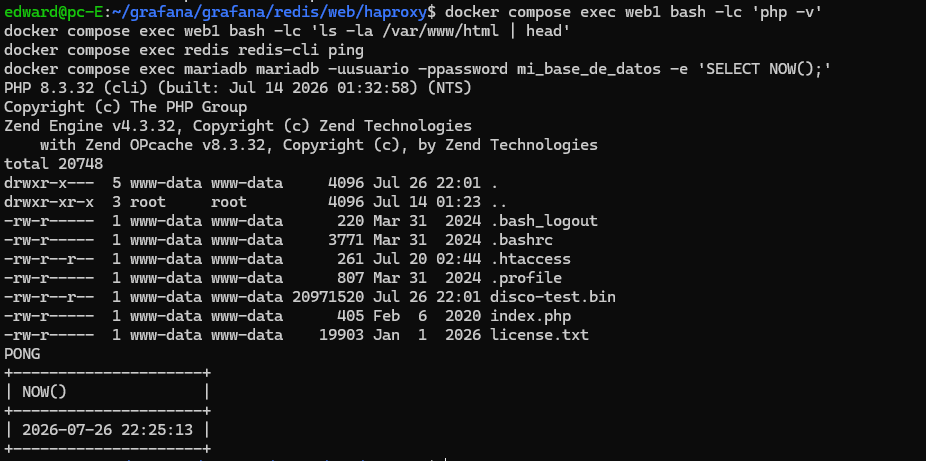 edward@pc-E:~/grafana/grafana/redis/web/haproxy$ docker compose exec web1 bash -lc 'php -v'
docker compose exec web1 bash -lc 'ls -la /var/www/html | head'
docker compose exec redis redis-cli ping
docker compose exec mariadb mariadb -uusuario -ppassword mi_base_de_datos -e 'SELECT NOW();'
PHP 8.3.32 (cli) (built: Jul 14 2026 01:32:58) (NTS)
Copyright (c) The PHP Group
Zend Engine v4.3.32, Copyright (c) Zend Technologies
    with Zend OPcache v8.3.32, Copyright (c), by Zend Technologies
total 20748
drwxr-x---  5 www-data www-data     4096 Jul 26 22:01 .
drwxr-xr-x  3 root     root         4096 Jul 14 01:23 ..
-rw-r-----  1 www-data www-data      220 Mar 31  2024 .bash_logout
-rw-r-----  1 www-data www-data     3771 Mar 31  2024 .bashrc
-rw-r--r--  1 www-data www-data      261 Jul 20 02:44 .htaccess
-rw-r-----  1 www-data www-data      807 Mar 31  2024 .profile
-rw-r--r--  1 www-data www-data 20971520 Jul 26 22:01 disco-test.bin
-rw-r-----  1 www-data www-data      405 Feb  6  2020 index.php
-rw-r-----  1 www-data www-data    19903 Jan  1  2026 license.txt
PONG
+---------------------+
| NOW()               |
+---------------------+
| 2026-07-26 22:25:13 |
+---------------------+